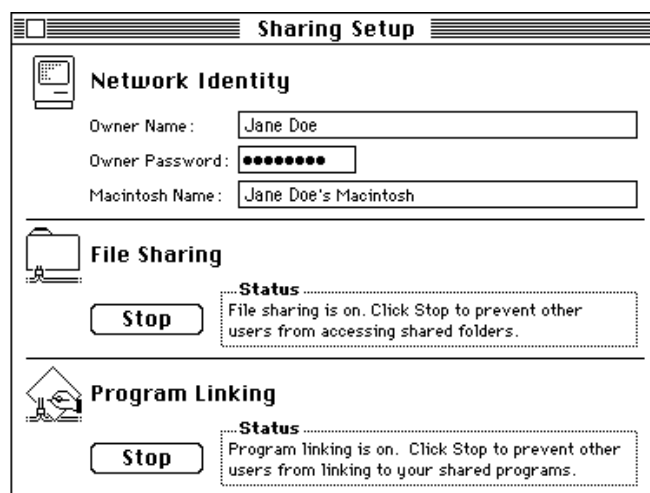 Sharing Setup
Network Identity
Owner Name:
Jane Doe
Owner Password:
●●●●●●●●
Macintosh Name:
Jane Doe's Macintosh
File Sharing
Status
Stop
File sharing is on. Click Stop to prevent other
users from accessing shared folders.
Program Linking
Status
Stop
Program linking is on.  Click Stop to prevent other
users from linking to your shared programs.